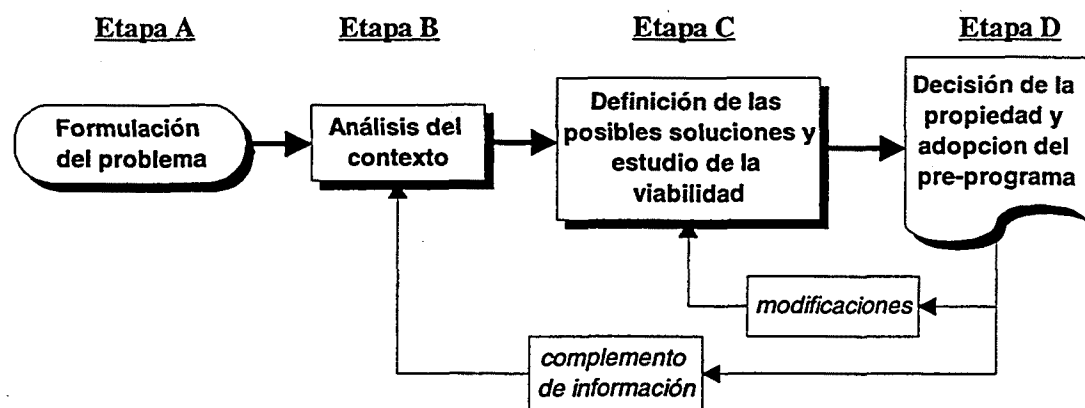 Etapa A
Etapa B
Etapa C
Etapa D
Formulación
del problema
Análisis del
contexto
Definición de las
posibles soluciones y
estudio de la
viabilidad
Decisión de la
propiedad y
adopcion del
pre-programa
modificaciones
complemento
de información